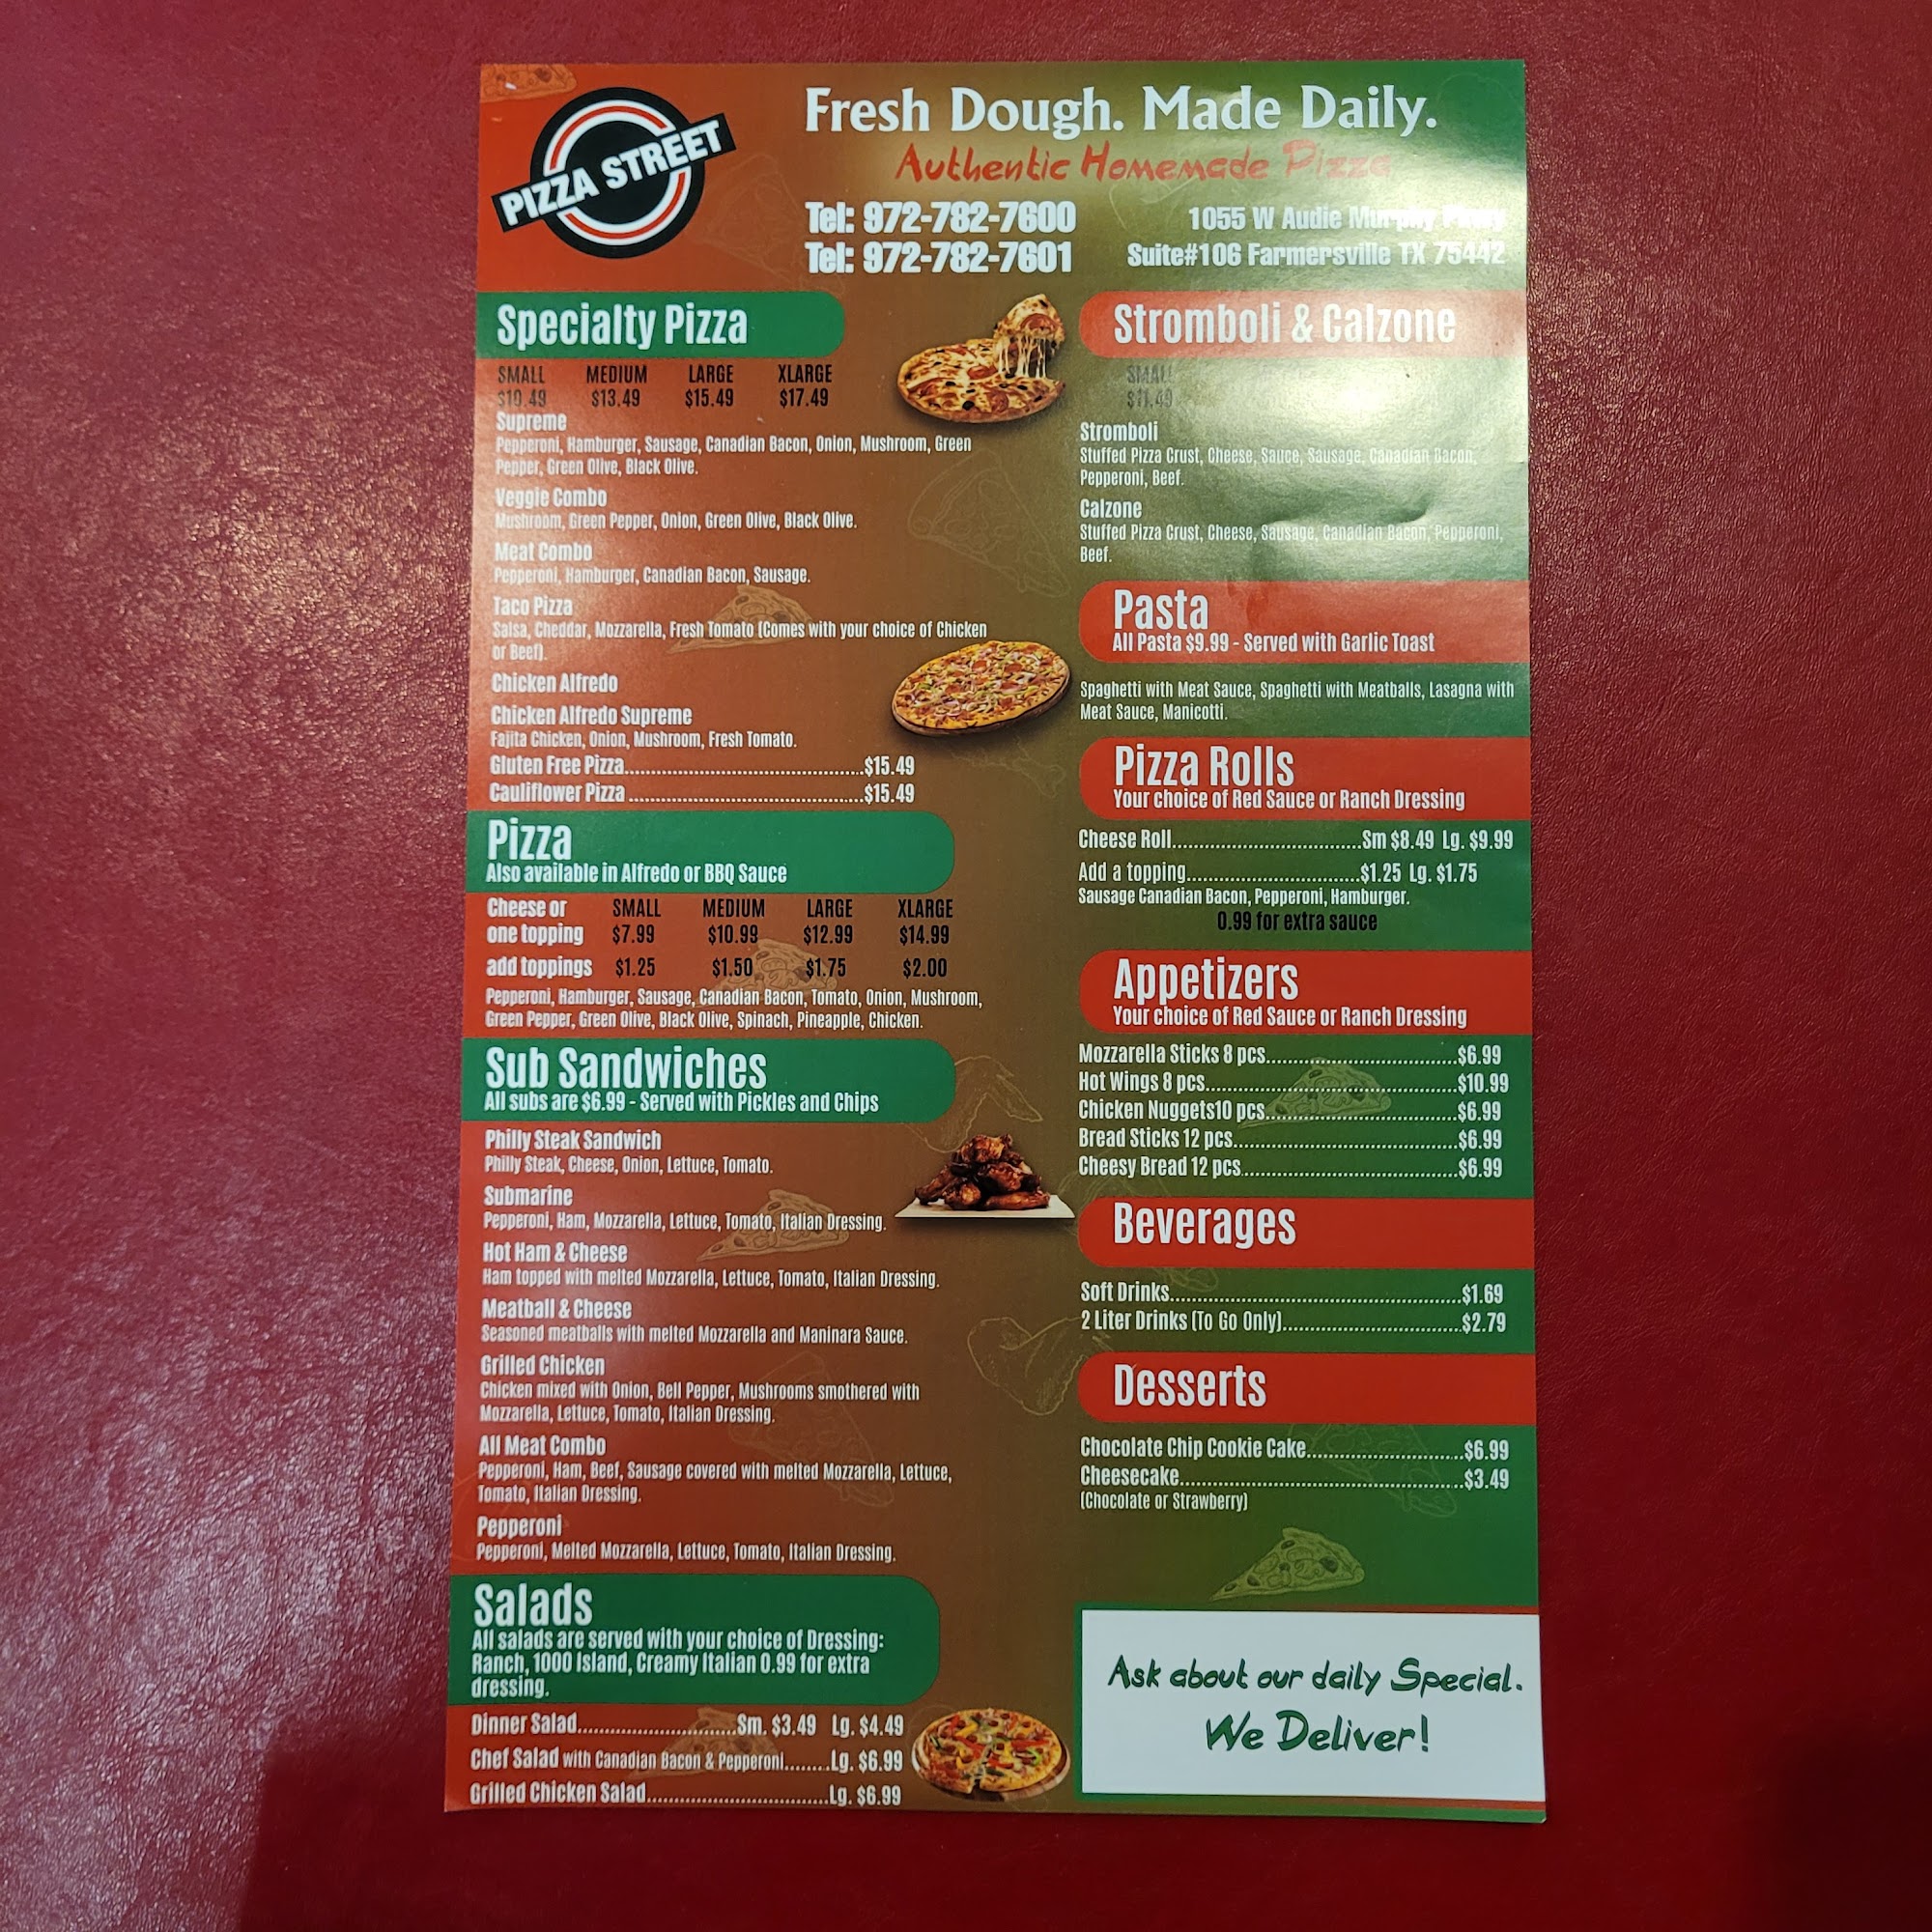 PIZZA STREET
Fresh Dough. Made Daily.
Authentic Homemade Pizza
Tel: 972-782-7600
Tel: 972-782-7601
1055 W Audie Murphy Pkwy
Suite#106 Farmersville TX 75442
Specialty Pizza
SMALL MEDIUM LARGE XLARGE
$10.49 $13.49 $15.49 $17.49
Supreme
Pepperoni, Hamburger, Sausage, Canadian Bacon, Onion, Mushroom, Green
Pepper, Green Olive, Black Olive.
Veggie Combo
Mushroom, Green Pepper, Onion, Green Olive, Black Olive.
Meat Combo
Pepperoni, Hamburger, Canadian Bacon, Sausage.
Taco Pizza
Salsa, Cheddar, Mozzarella, Fresh Tomato (Comes with your choice of Chicken
or Beef).
Chicken Alfredo
Chicken Alfredo Supreme
Fajita Chicken, Onion, Mushroom, Fresh Tomato.
Gluten Free Pizza..........$15.49
Cauliflower Pizza..........$15.49
Pizza
Also available in Alfredo or BBQ Sauce
Cheese or SMALL MEDIUM LARGE XLARGE
one topping $7.99 $10.99 $12.99 $14.99
add toppings $1.25 $1.50 $1.75 $2.00
Pepperoni, Hamburger, Sausage, Canadian Bacon, Tomato, Onion, Mushroom,
Green Pepper, Green Olive, Black Olive, Spinach, Pineapple, Chicken.
Sub Sandwiches
All subs are $6.99 - Served with Pickles and Chips
Philly Steak Sandwich
Philly Steak, Cheese, Onion, Lettuce, Tomato.
Submarine
Pepperoni, Ham, Mozzarella, Lettuce, Tomato, Italian Dressing.
Hot Ham & Cheese
Ham topped with melted Mozzarella, Lettuce, Tomato, Italian Dressing.
Meatball & Cheese
Seasoned meatballs with melted Mozzarella and Maninara Sauce.
Grilled Chicken
Chicken mixed with Onion, Bell Pepper, Mushrooms smothered with
Mozzarella, Lettuce, Tomato, Italian Dressing.
All Meat Combo
Pepperoni, Ham, Beef, Sausage covered with melted Mozzarella, Lettuce,
Tomato, Italian Dressing.
Pepperoni
Pepperoni, Melted Mozzarella, Lettuce, Tomato, Italian Dressing.
Salads
All salads are served with your choice of Dressing:
Ranch, 1000 Island, Creamy Italian 0.99 for extra
dressing.
Dinner Salad..........Sm. $3.49 Lg. $4.49
Chef Salad with Canadian Bacon & Pepperoni........Lg. $6.99
Grilled Chicken Salad..........Lg. $6.99
Stromboli & Calzone
SMALL
$11.49
Stromboli
Stuffed Pizza Crust, Cheese, Sauce, Sausage, Canadian Bacon,
Pepperoni, Beef.
Calzone
Stuffed Pizza Crust, Cheese, Sausage, Canadian Bacon, Pepperoni,
Beef.
Pasta
All Pasta $9.99 - Served with Garlic Toast
Spaghetti with Meat Sauce, Spaghetti with Meatballs, Lasagna with
Meat Sauce, Manicotti.
Pizza Rolls
Your choice of Red Sauce or Ranch Dressing
Cheese Roll..........Sm $8.49 Lg. $9.99
Add a topping..........$1.25 Lg. $1.75
Sausage Canadian Bacon, Pepperoni, Hamburger.
0.99 for extra sauce
Appetizers
Your choice of Red Sauce or Ranch Dressing
Mozzarella Sticks 8 pcs..........$6.99
Hot Wings 8 pcs..........$10.99
Chicken Nuggets10 pcs..........$6.99
Bread Sticks 12 pcs..........$6.99
Cheesy Bread 12 pcs..........$6.99
Beverages
Soft Drinks..........$1.69
2 Liter Drinks (To Go Only)..........$2.79
Desserts
Chocolate Chip Cookie Cake..........$6.99
Cheesecake..........$3.49
(Chocolate or Strawberry)
Ask about our daily Special.
We Deliver!